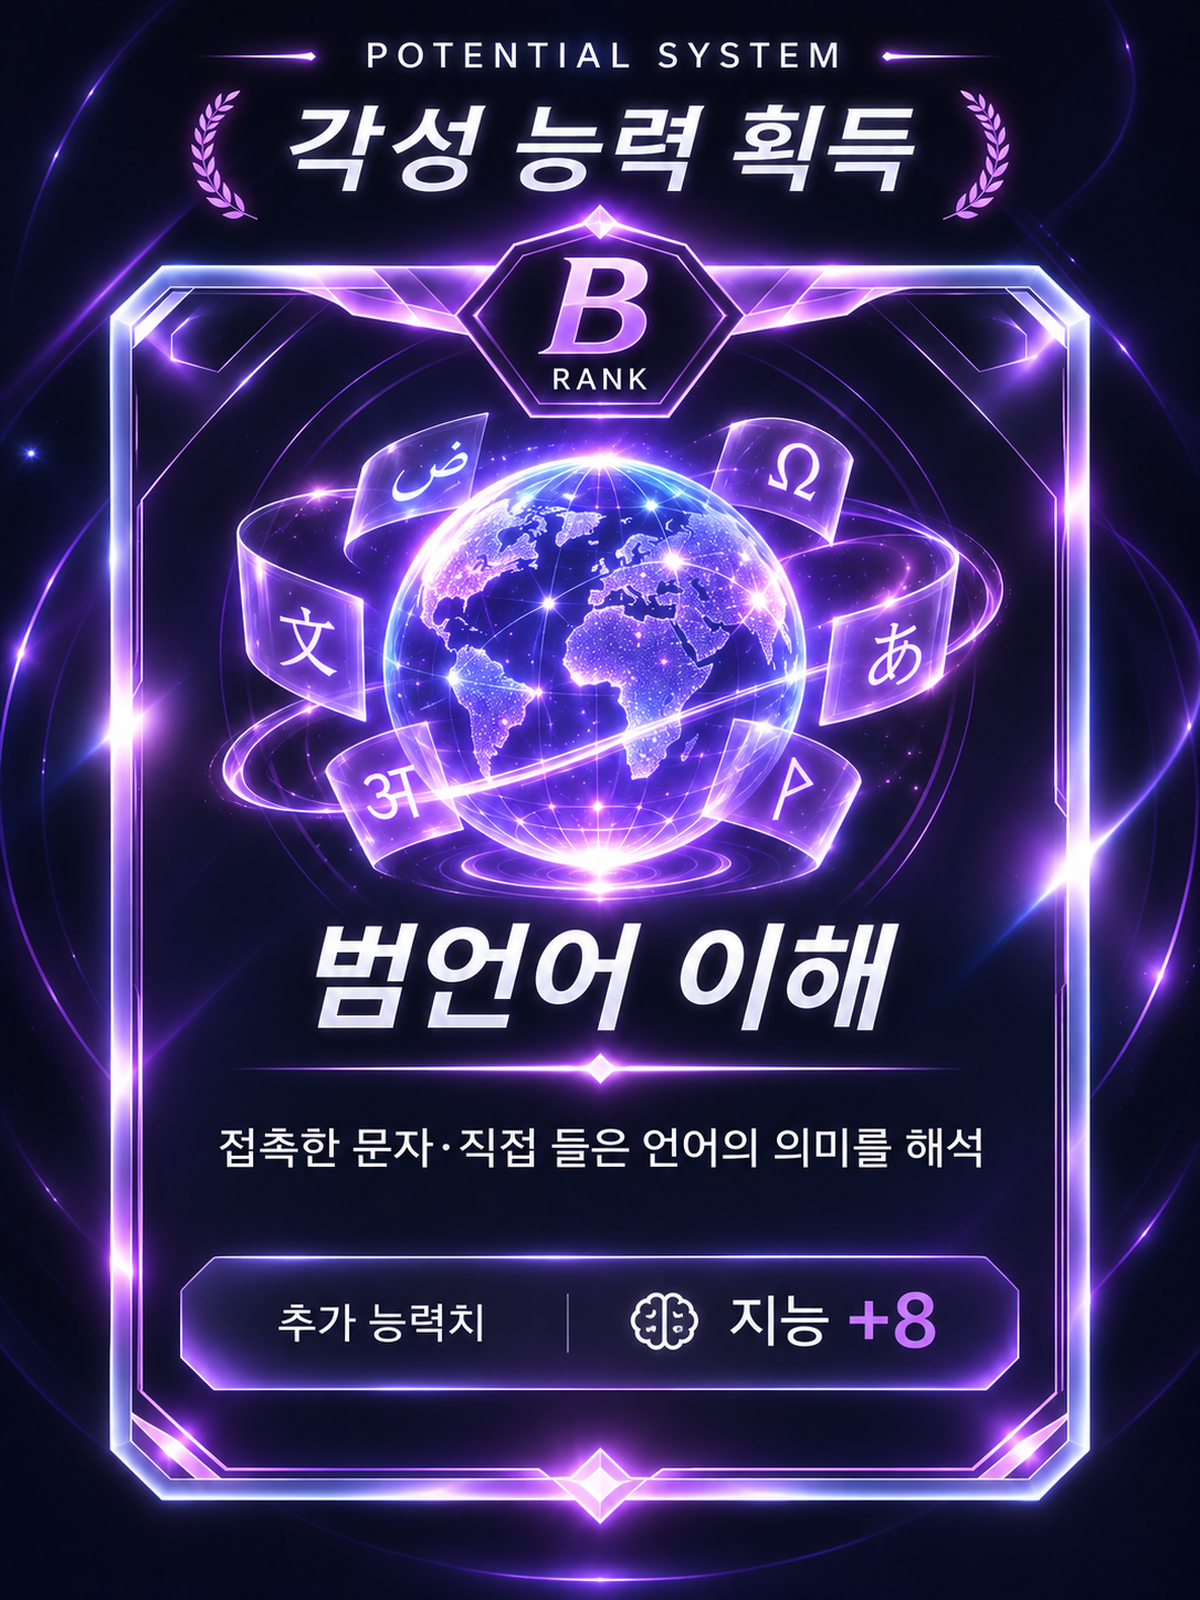 POTENTIAL SYSTEM
각성 능력 획득
B
RANK
ض
Ω
文
あ
अ
ᚹ
범언어 이해
접촉한 문자·직접 들은 언어의 의미를 해석
추가 능력치
지능 +8